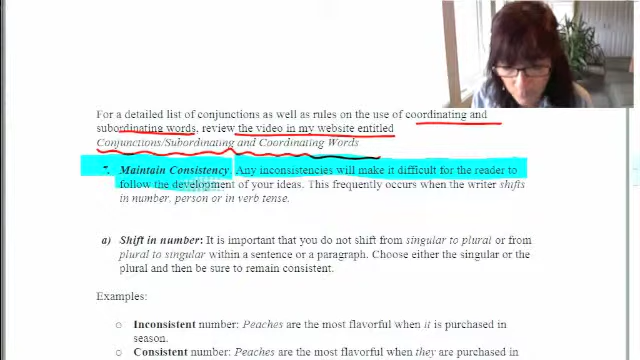 For a detailed list of conjunctions as well as rules on the use of coordinating and
subordinating words, review the video in my website entitled
Conjunctions/Subordinating and Coordinating Words
7. Maintain Consistency. Any inconsistencies will make it difficult for the reader to
follow the development of your ideas. This frequently occurs when the writer shifts
in number, person or in verb tense.
a) Shift in number: It is important that you do not shift from singular to plural or from
plural to singular within a sentence or a paragraph. Choose either the singular or the
plural and then be sure to remain consistent.
Examples:
o Inconsistent number: Peaches are the most flavorful when it is purchased in
season.
o Consistent number: Peaches are the most flavorful when they are purchased in